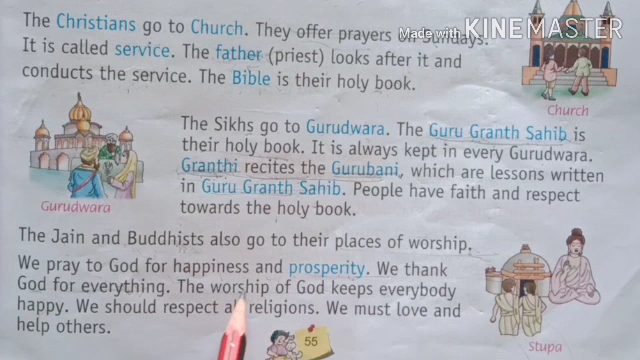 Made with KINEMASTER
The Christians go to Church. They offer prayers on Sundays.
It is called service. The father (priest) looks after it and
conducts the service. The Bible is their holy book.
Church
The Sikhs go to Gurudwara. The Guru Granth Sahib is
their holy book. It is always kept in every Gurudwara.
Granthi recites the Gurubani, which are lessons written
in Guru Granth Sahib. People have faith and respect
towards the holy book.
Gurudwara
The Jain and Buddhists also go to their places of worship.
We pray to God for happiness and prosperity. We thank
God for everything. The worship of God keeps everybody
happy. We should respect all religions. We must love and
help others.
Stupa
55